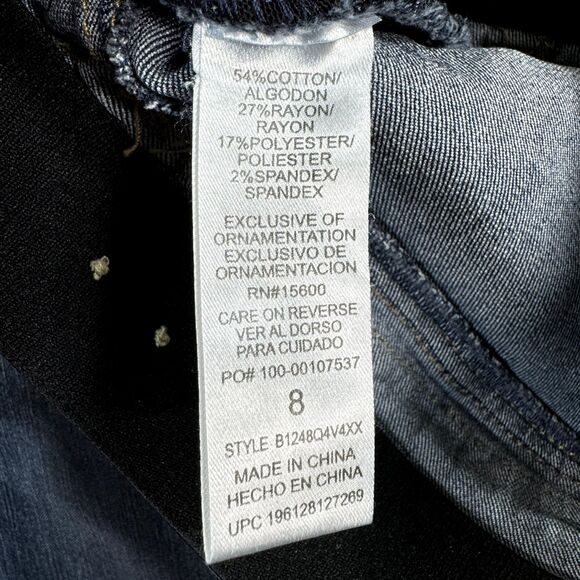 54%COTTON/
ALGODON
27%RAYON/
RAYON
17%POLYESTER/
POLIESTER
2%SPANDEX/
SPANDEX
EXCLUSIVE OF
ORNAMENTATION
EXCLUSIVO DE
ORNAMENTACION
RN#15600
CARE ON REVERSE
VER AL DORSO
PARA CUIDADO
PO# 100-00107537
8
STYLE B1248Q4V4XX
MADE IN CHINA
HECHO EN CHINA
UPC 196128127269